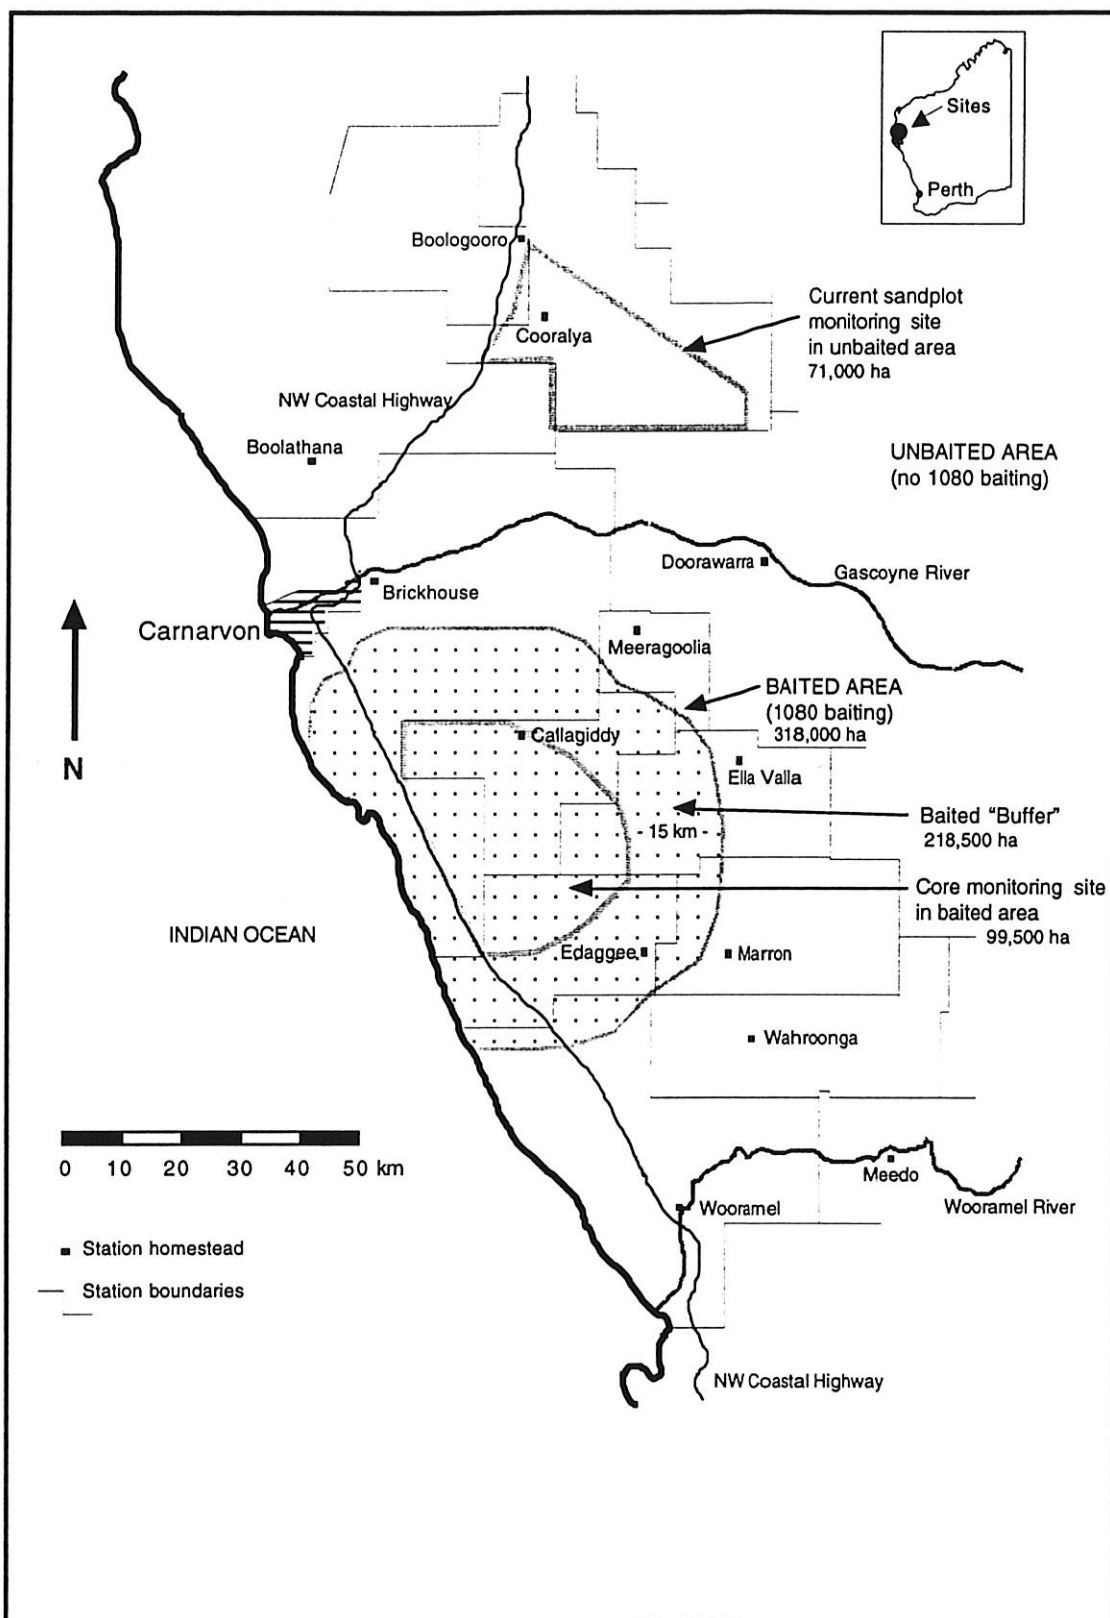 Sites
Perth
Boologooro
Cooralya
Current sandplot
monitoring site
in unbaited area
71,000 ha
NW Coastal Highway
Boolathana
UNBAITED AREA
(no 1080 baiting)
Doorawarra
Gascoyne River
Brickhouse
Carnarvon
Meeragoolia
BAITED AREA
(1080 baiting)
318,000 ha
N
Callagiddy
Ella Valla
Baited “Buffer”
218,500 ha
- 15 km -
Core monitoring site
in baited area
99,500 ha
INDIAN OCEAN
Edaggee
Marron
Wahroonga
0 10 20 30 40 50 km
Meedo
Wooramel River
Wooramel
Station homestead
Station boundaries
NW Coastal Highway